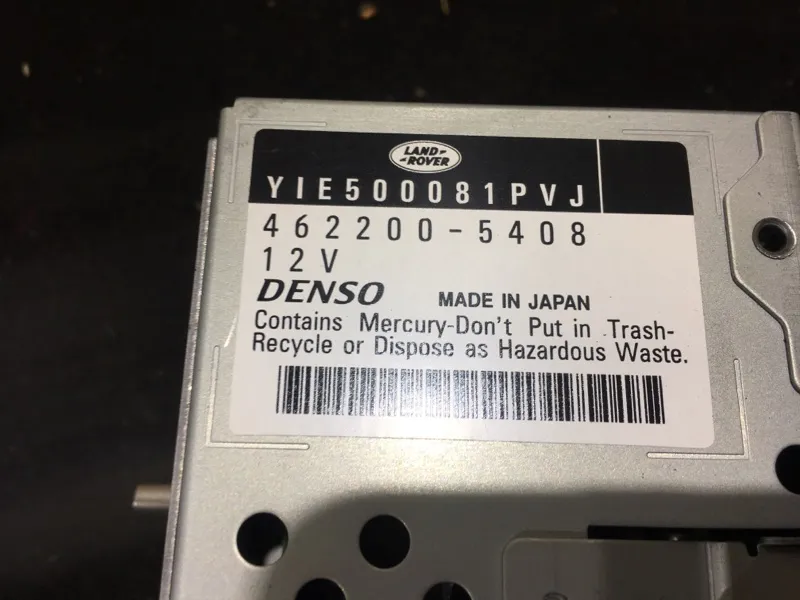 LAND-
-ROVER
YIE500081PVJ
462200-5408
12V
DENSO MADE IN JAPAN
Contains Mercury-Don't Put in Trash-
Recycle or Dispose as Hazardous Waste.